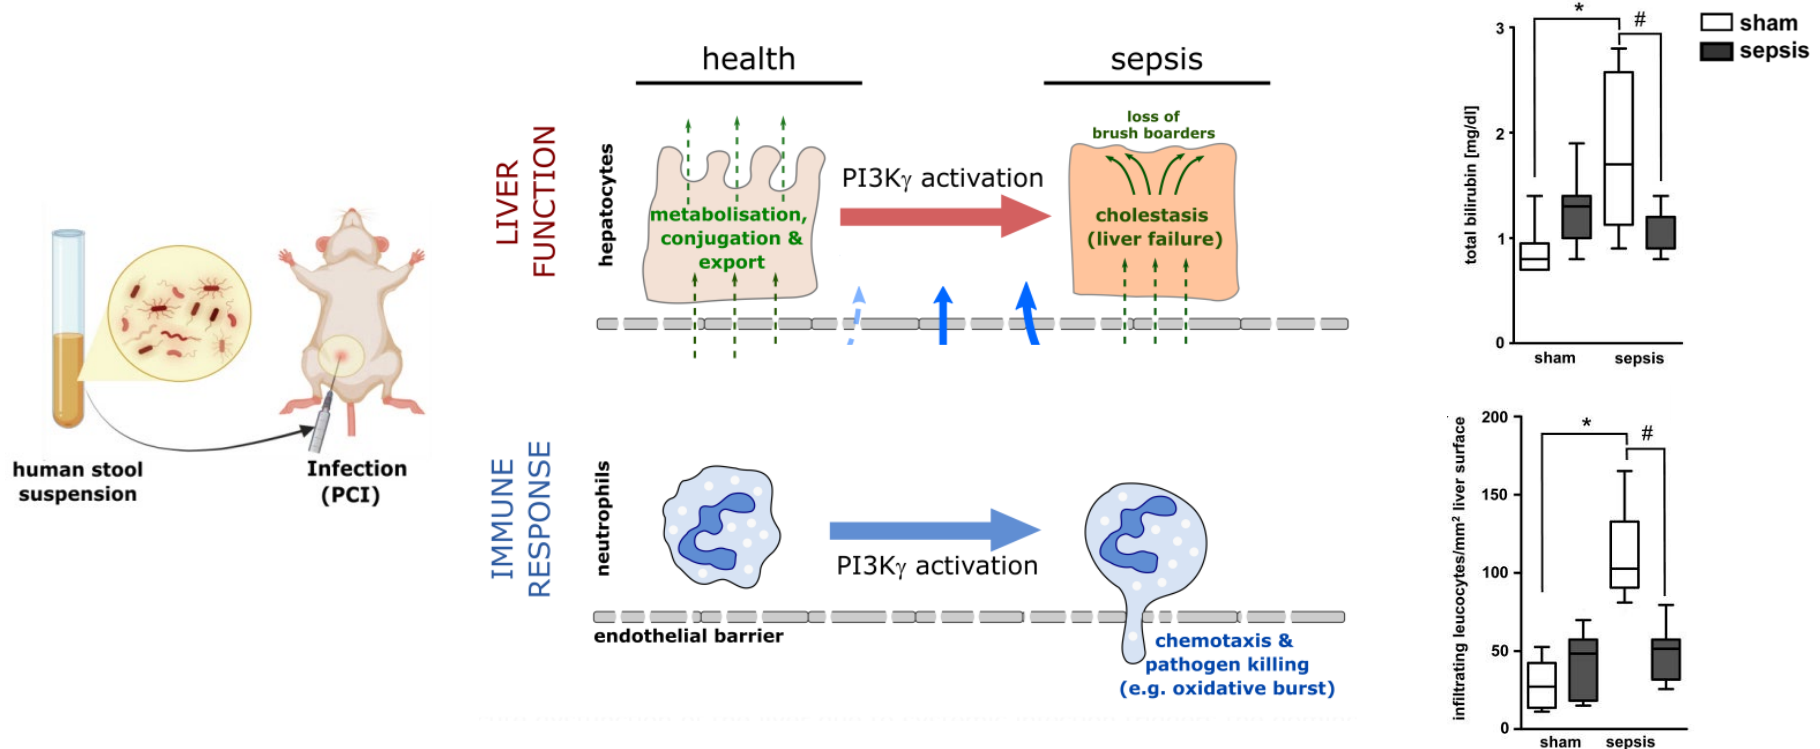 human stool
suspension
Infection
(PCI)
health
sepsis
LIVER
FUNCTION
hepatocytes
metabolisation,
conjugation &
export
PI3Kγ activation
loss of
brush boarders
cholestasis
(liver failure)
IMMUNE
RESPONSE
neutrophils
PI3Kγ activation
endothelial barrier
chemotaxis &
pathogen killing
(e.g. oxidative burst)
sham
sepsis
total bilirubin [mg/dl]
3
2
1
0
*
#
sham
sepsis
infiltrating leucocytes/mm² liver surface
200
150
100
50
0
*
#
sham
sepsis